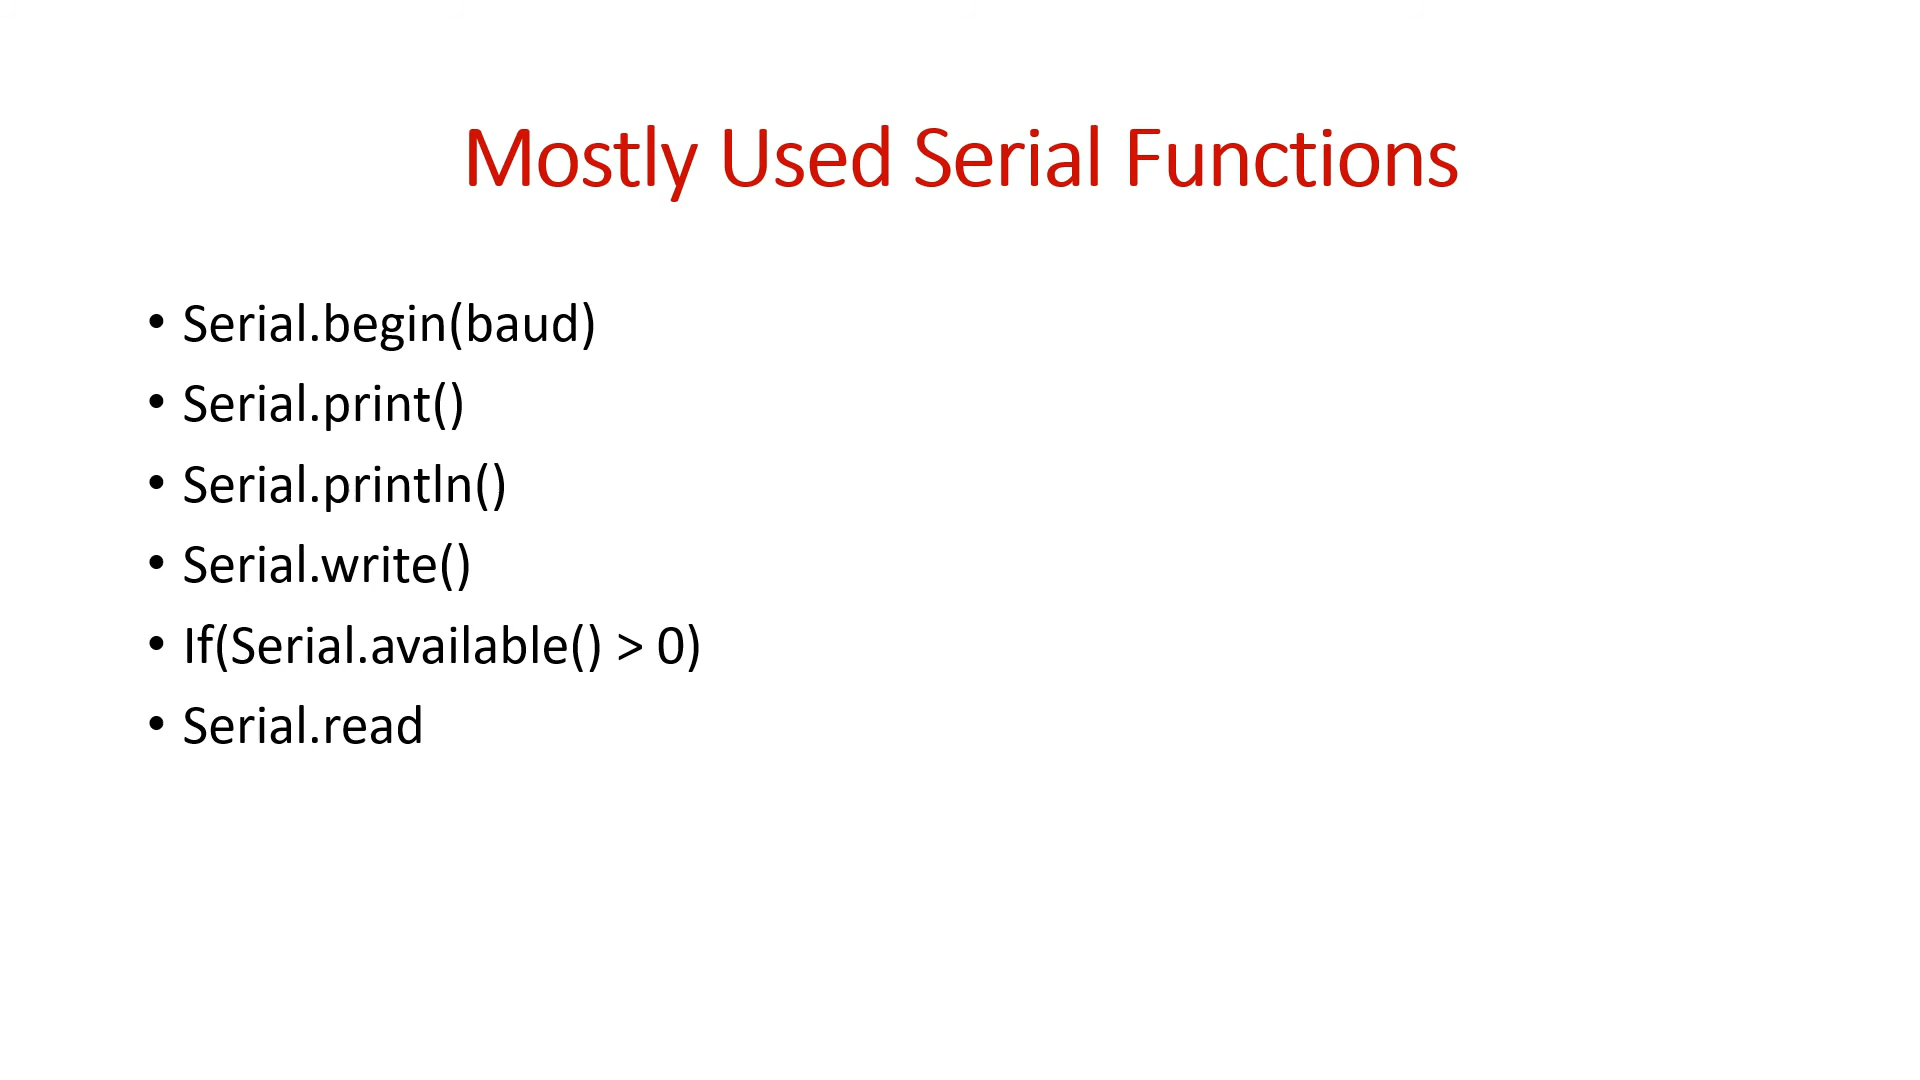 Mostly Used Serial Functions
• Serial.begin(baud)
• Serial.print()
• Serial.println()
• Serial.write()
• If(Serial.available() > 0)
• Serial.read